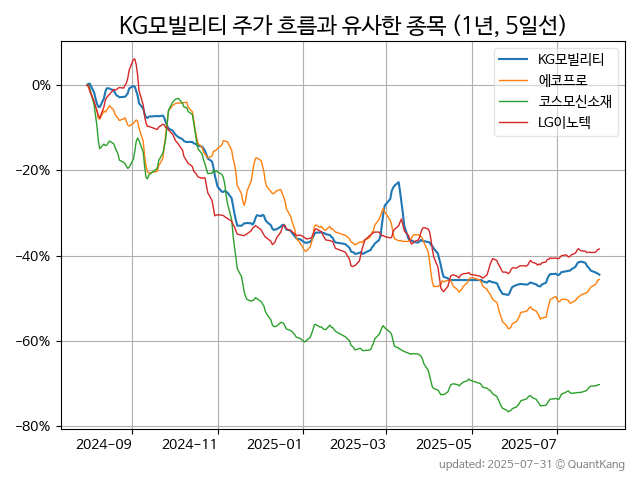 KG모빌리티 주가 흐름과 유사한 종목 (1년, 5일선)
KG모빌리티
에코프로
코스모신소재
LG이노텍
0%
−20%
−40%
−60%
−80%
2024-09 2024-11 2025-01 2025-03 2025-05 2025-07
updated: 2025-07-31 © QuantKang